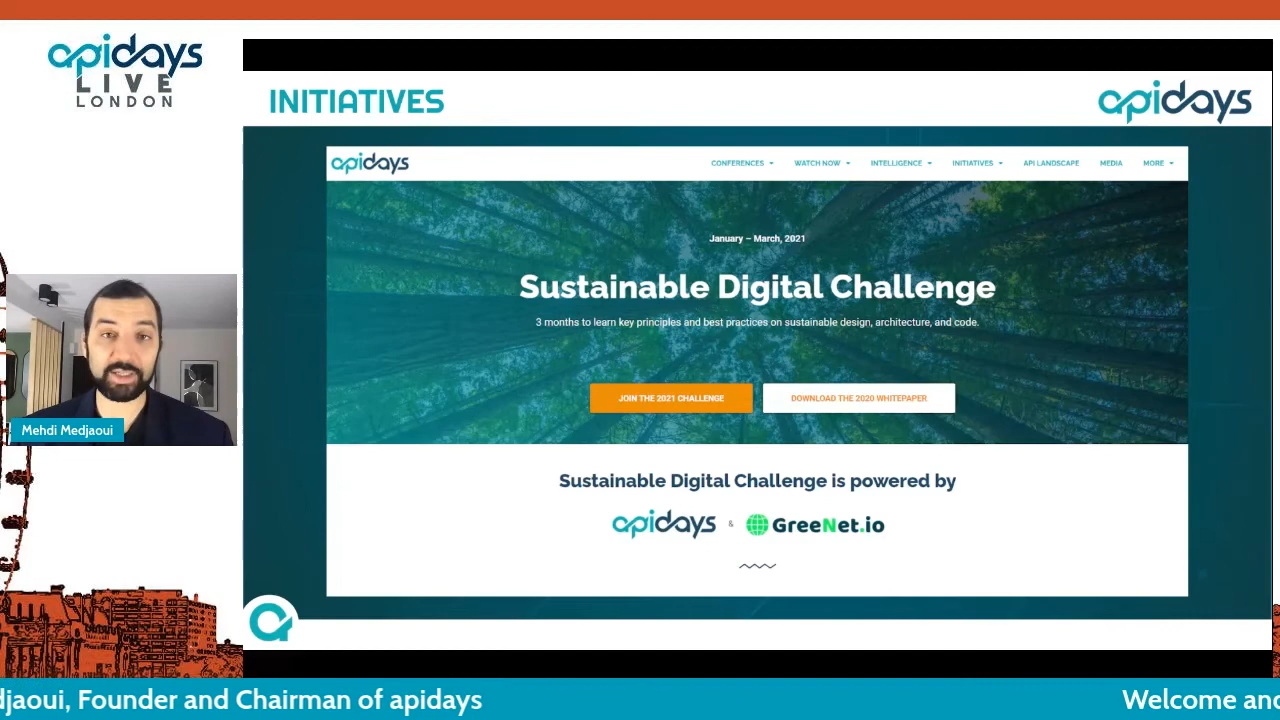 apidays
LIVE
LONDON
INITIATIVES
apidays
apidays
CONFERENCES
WATCH NOW
INTELLIGENCE
INITIATIVES
API LANDSCAPE
MEDIA
MORE
January – March, 2021
Sustainable Digital Challenge
3 months to learn key principles and best practices on sustainable design, architecture, and code.
JOIN THE 2021 CHALLENGE
DOWNLOAD THE 2020 WHITEPAPER
Sustainable Digital Challenge is powered by
apidays & GreeNet.io
Mehdi Medjaoui
djaoui, Founder and Chairman of apidays
Welcome and